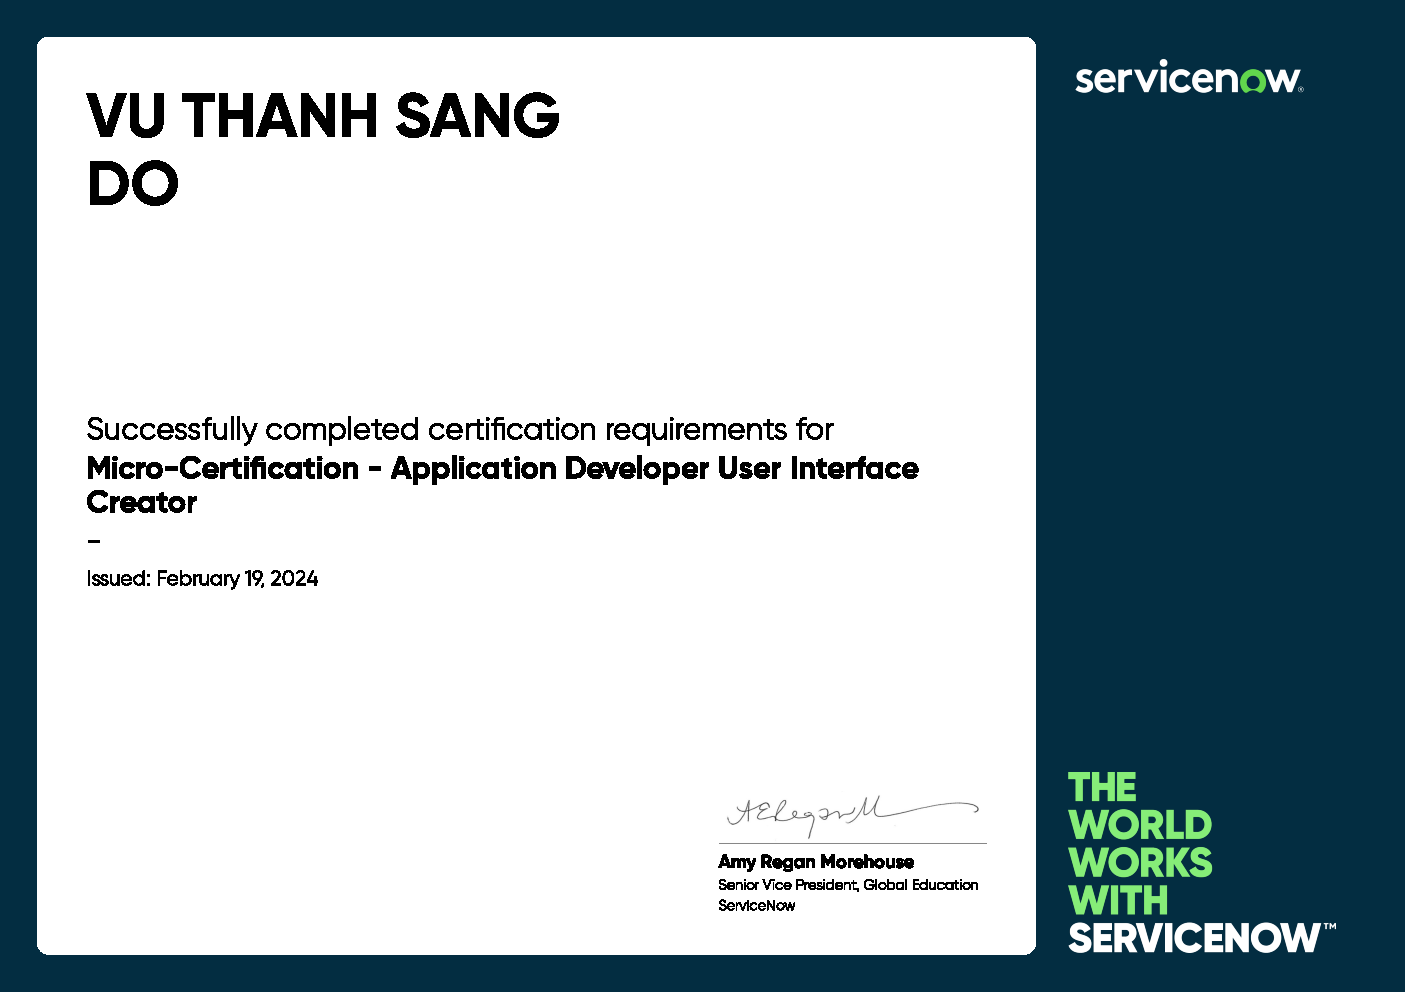 VU THANH SANG
DO
servicenow®
Successfully completed certification requirements for
Micro-Certification - Application Developer User Interface
Creator
–
Issued: February 19, 2024
Amy Regan Morehouse
Senior Vice President, Global Education
ServiceNow
THE
WORLD
WORKS
WITH
SERVICENOW™